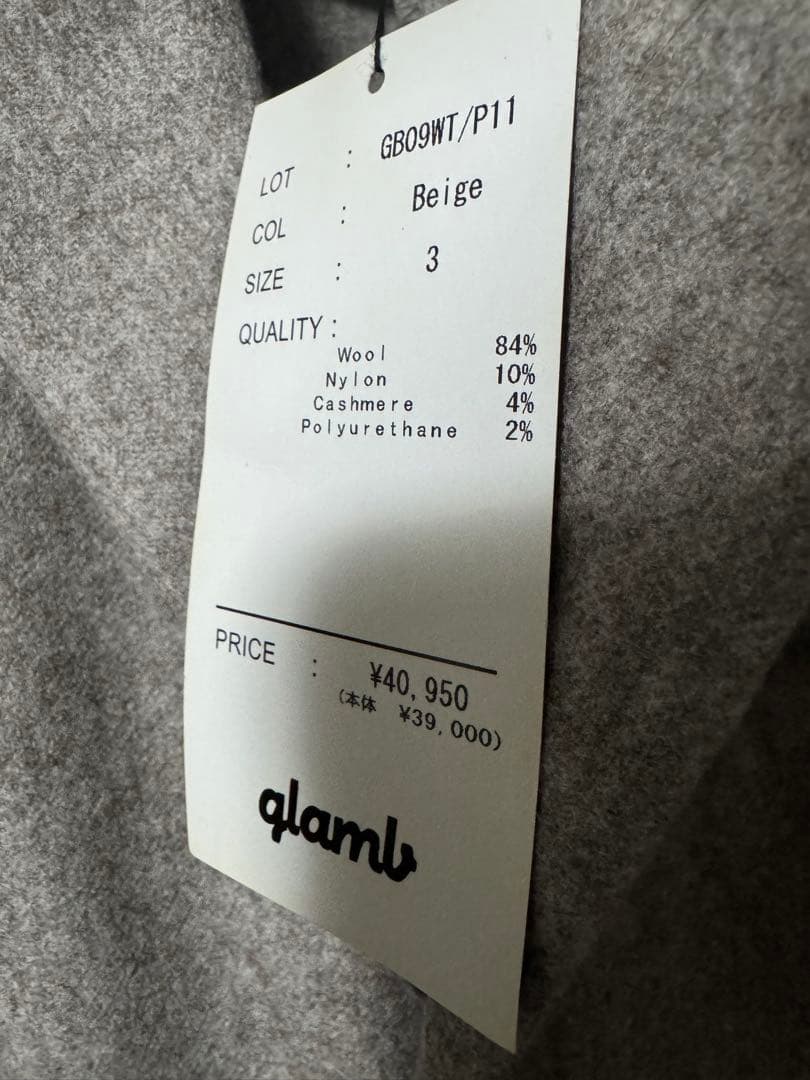 LOT : GB09WT/P11
COL : Beige
SIZE : 3
QUALITY :
Wool 84%
Nylon 10%
Cashmere 4%
Polyurethane 2%
PRICE : ¥40,950
(本体 ¥39,000)
glamb